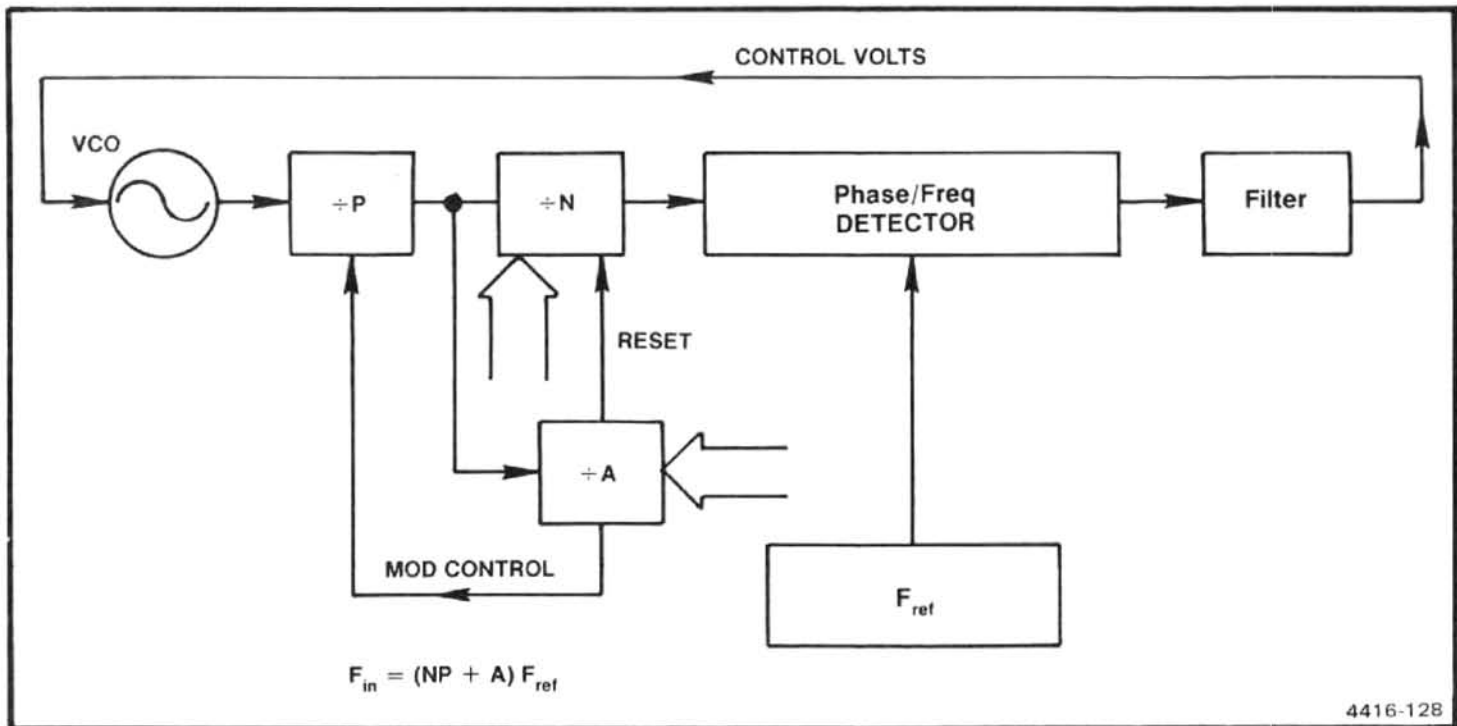 CONTROL VOLTS
VCO
÷P
÷N
Phase/Freq
DETECTOR
Filter
RESET
÷A
MOD CONTROL
F_ref
F_in = (NP + A) F_ref
4416-128